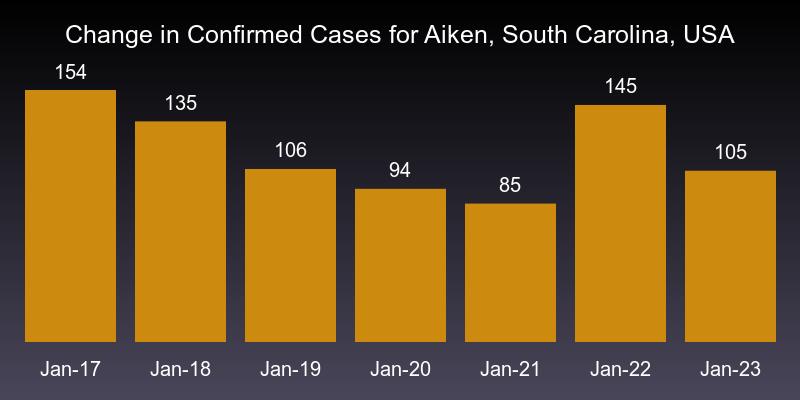 Change in Confirmed Cases for Aiken, South Carolina, USA
154
135
106
94
85
145
105
Jan-17
Jan-18
Jan-19
Jan-20
Jan-21
Jan-22
Jan-23